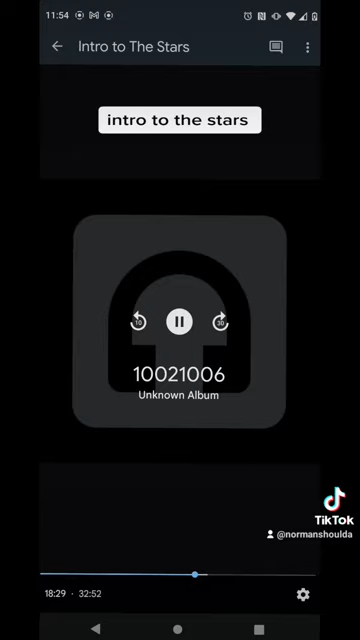 11:54
Intro to The Stars
intro to the stars
10
30
10021006
Unknown Album
TikTok
@normanshoulda
18:29 · 32:52